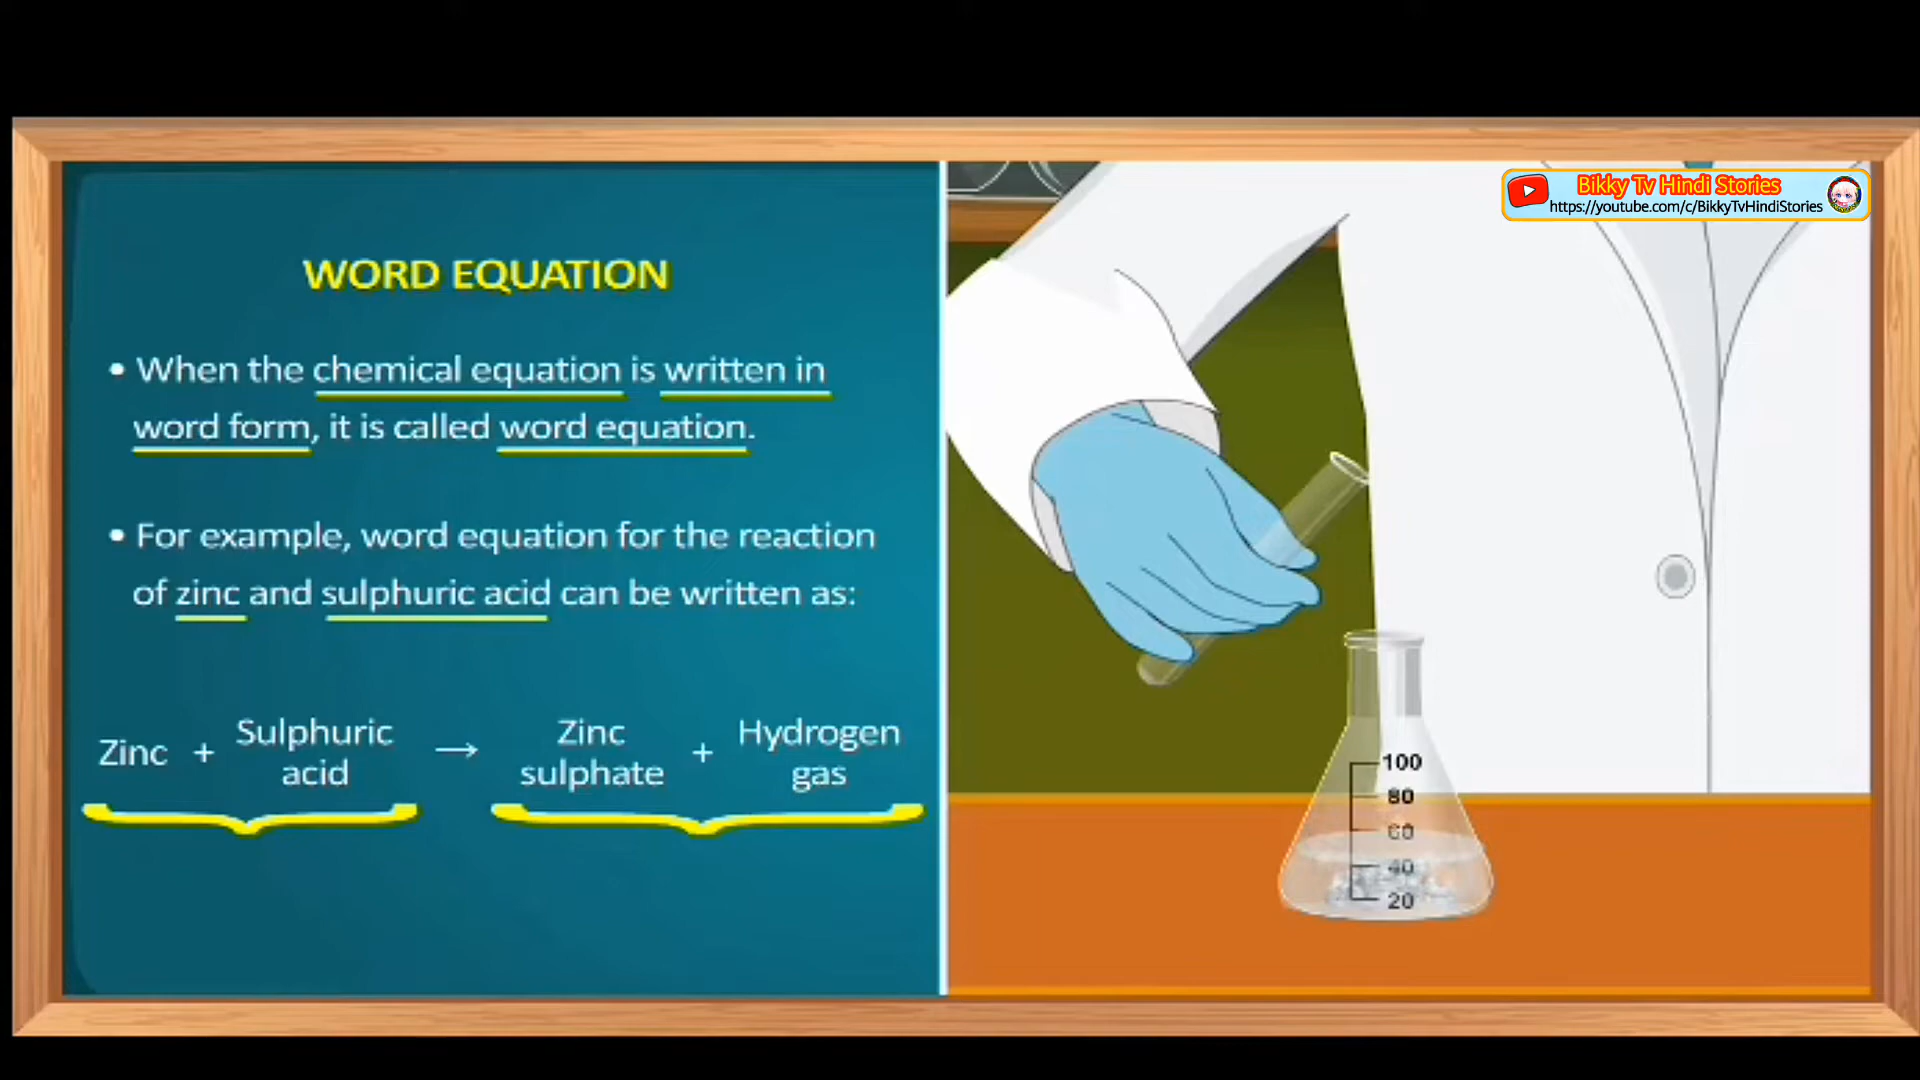 Bikky Tv Hindi Stories
https://youtube.com/c/BikkyTvHindiStories
WORD EQUATION
• When the chemical equation is written in
word form, it is called word equation.
• For example, word equation for the reaction
of zinc and sulphuric acid can be written as:
Zinc + Sulphuric acid → Zinc sulphate + Hydrogen gas
100
80
60
40
20